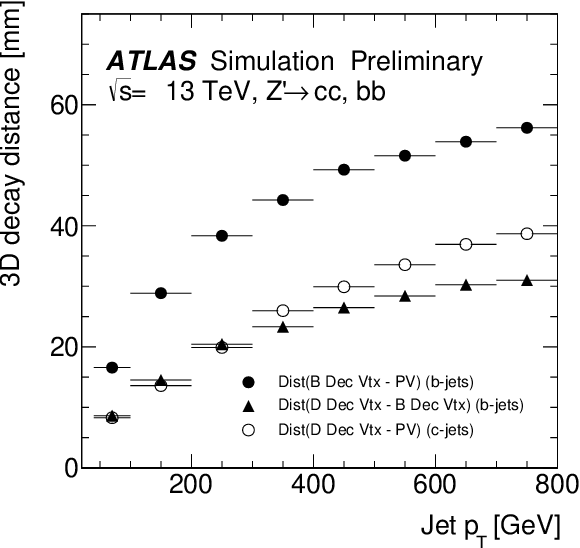 3D decay distance [mm]
ATLAS Simulation Preliminary
√s= 13 TeV, Z'→cc, bb
60
40
20
0
Dist(B Dec Vtx - PV) (b-jets)
Dist(D Dec Vtx - B Dec Vtx) (b-jets)
Dist(D Dec Vtx - PV) (c-jets)
200 400 600 800
Jet pT [GeV]